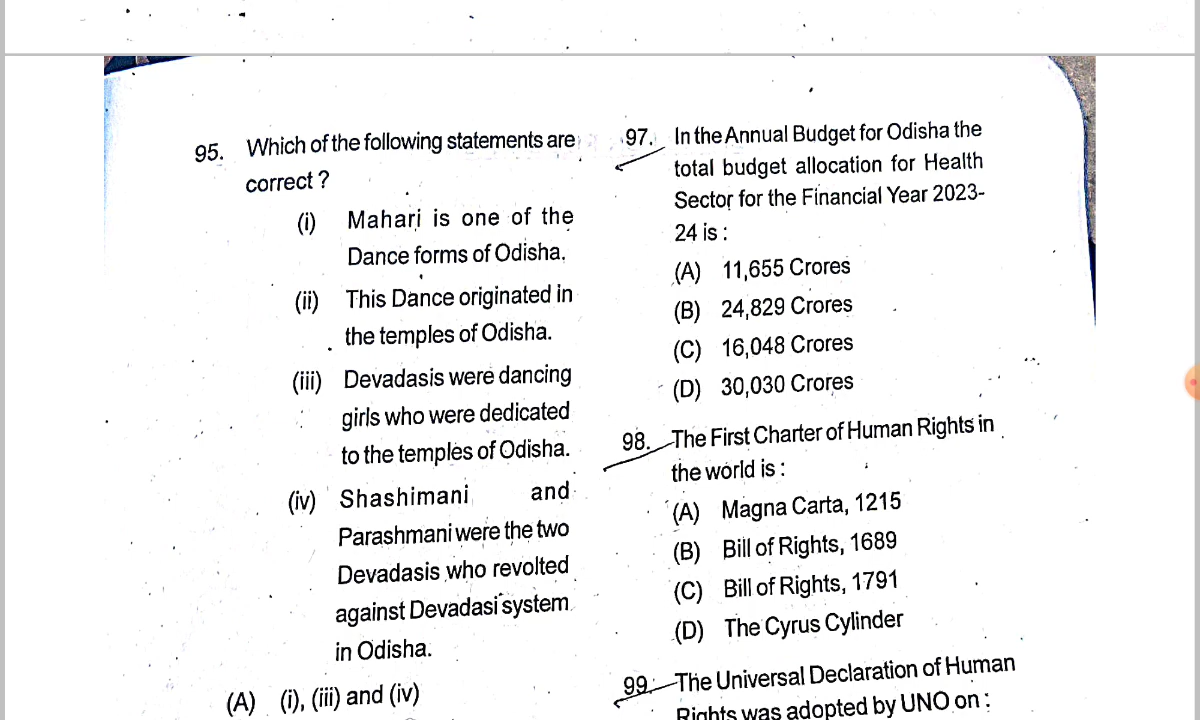 95. Which of the following statements are
correct ?
(i) Mahari is one of the
Dance forms of Odisha.
(ii) This Dance originated in
the temples of Odisha.
(iii) Devadasis were dancing
girls who were dedicated
to the temples of Odisha.
(iv) Shashimani and
Parashmani were the two
Devadasis who revolted
against Devadasi system
in Odisha.
(A) (i), (iii) and (iv)
97. In the Annual Budget for Odisha the
total budget allocation for Health
Sector for the Financial Year 2023-
24 is :
(A) 11,655 Crores
(B) 24,829 Crores
(C) 16,048 Crores
(D) 30,030 Crores
98. The First Charter of Human Rights in
the world is :
(A) Magna Carta, 1215
(B) Bill of Rights, 1689
(C) Bill of Rights, 1791
(D) The Cyrus Cylinder
99. The Universal Declaration of Human
Rights was adopted by UNO on :